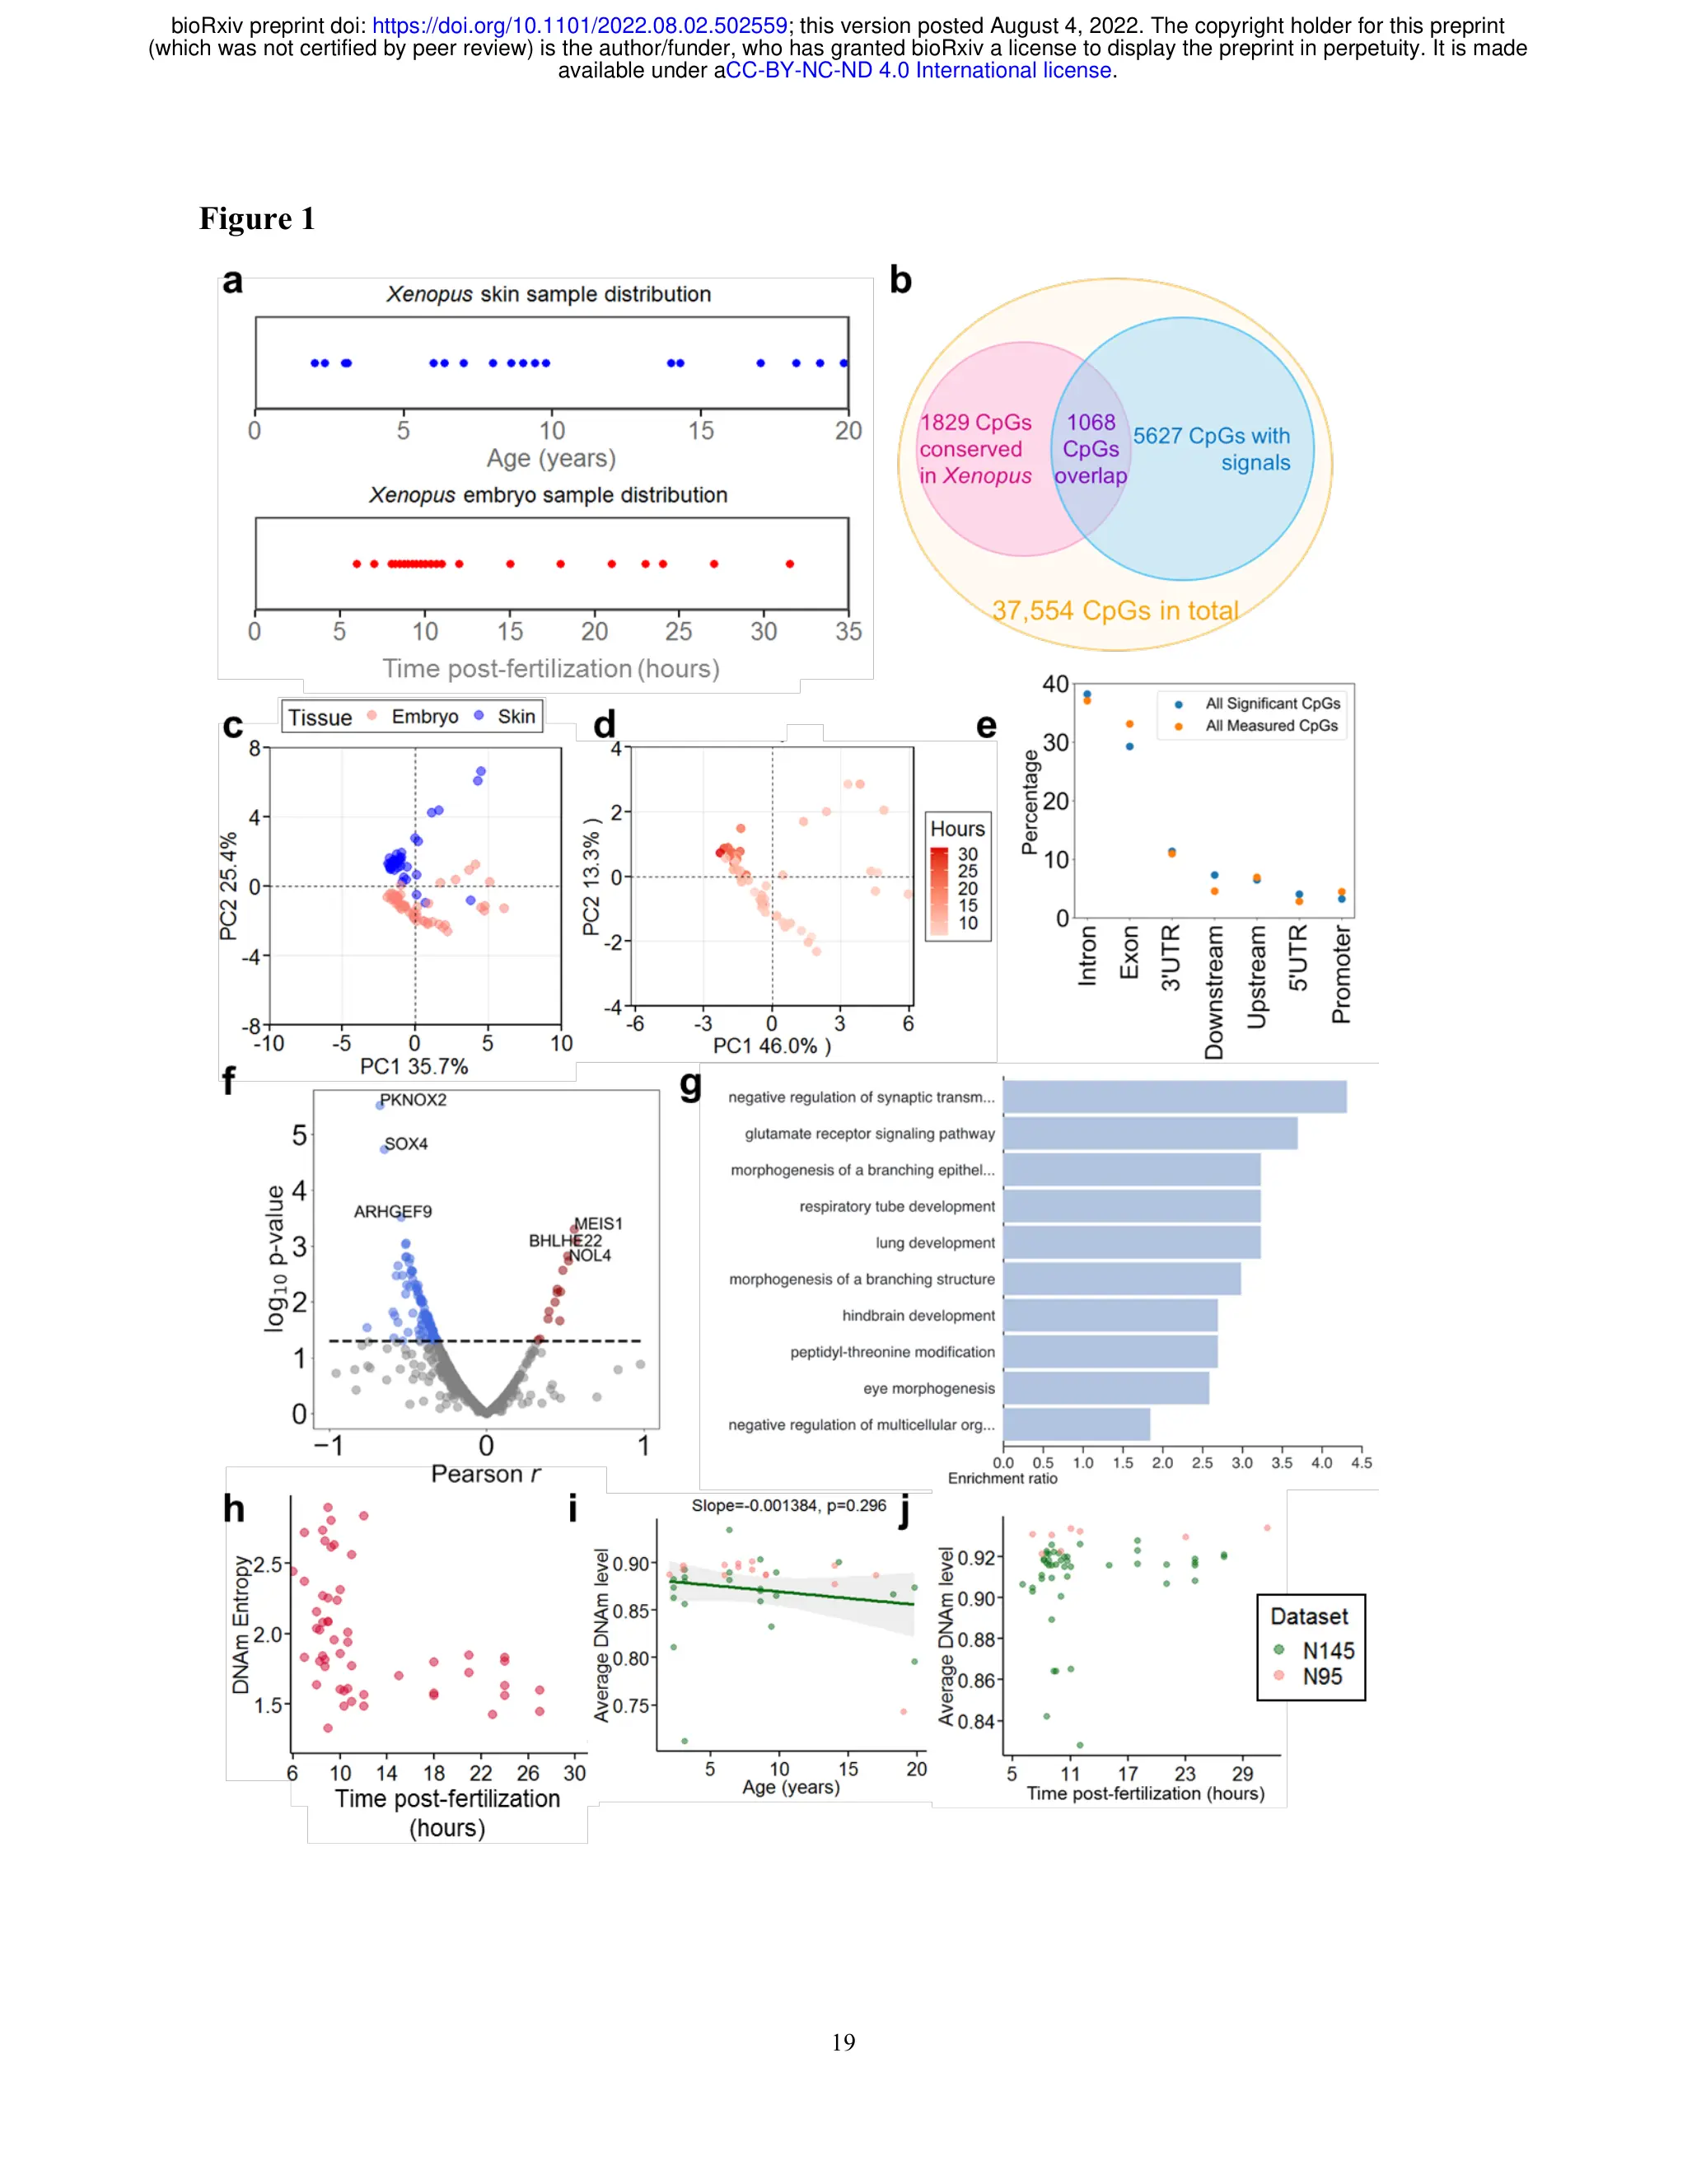 bioRxiv preprint doi: https://doi.org/10.1101/2022.08.02.502559; this version posted August 4, 2022. The copyright holder for this preprint
(which was not certified by peer review) is the author/funder, who has granted bioRxiv a license to display the preprint in perpetuity. It is made
available under aCC-BY-NC-ND 4.0 International license.
Figure 1
a
Xenopus skin sample distribution
0 5 10 15 20
Age (years)
Xenopus embryo sample distribution
0 5 10 15 20 25 30 35
Time post-fertilization (hours)
b
1829 CpGs
conserved
in Xenopus
1068
CpGs
overlap
5627 CpGs with
signals
37,554 CpGs in total
c
Tissue Embryo Skin
8
4
0
-4
-8
PC2 25.4%
-10 -5 0 5 10
PC1 35.7%
d
4
2
0
-2
-4
PC2 13.3% )
-6 -3 0 3 6
PC1 46.0% )
Hours
30
25
20
15
10
e
40
30
20
10
0
Percentage
All Significant CpGs
All Measured CpGs
Intron
Exon
3'UTR
Downstream
Upstream
5'UTR
Promoter
f
PKNOX2
SOX4
ARHGEF9
MEIS1
BHLHE22
NOL4
5
4
3
2
1
0
log10 p-value
−1 0 1
Pearson r
g
negative regulation of synaptic transm...
glutamate receptor signaling pathway
morphogenesis of a branching epithel...
respiratory tube development
lung development
morphogenesis of a branching structure
hindbrain development
peptidyl-threonine modification
eye morphogenesis
negative regulation of multicellular org...
0.0 0.5 1.0 1.5 2.0 2.5 3.0 3.5 4.0 4.5
Enrichment ratio
h
2.5
2.0
1.5
DNAm Entropy
6 10 14 18 22 26 30
Time post-fertilization
(hours)
i
Slope=-0.001384, p=0.296
0.90
0.85
0.80
0.75
Average DNAm level
5 10 15 20
Age (years)
j
0.92
0.90
0.88
0.86
0.84
Average DNAm level
5 11 17 23 29
Time post-fertilization (hours)
Dataset
N145
N95
19